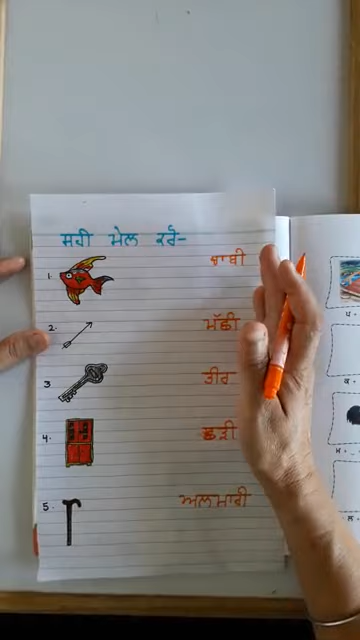 ਸਹੀ ਮੇਲ ਕਰੋ-
1. ਚਾਬੀ
2. ਮੱਛੀ
3 ਤੀਰ
4. ਛੜੀ
5. ਅਲਮਾਰੀ